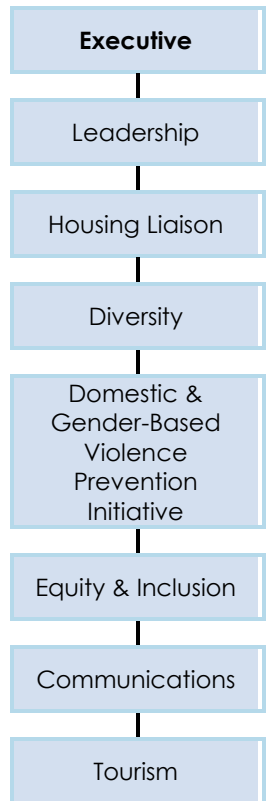 Executive
Leadership
Housing Liaison
Diversity
Domestic &
Gender-Based
Violence
Prevention
Initiative
Equity & Inclusion
Communications
Tourism